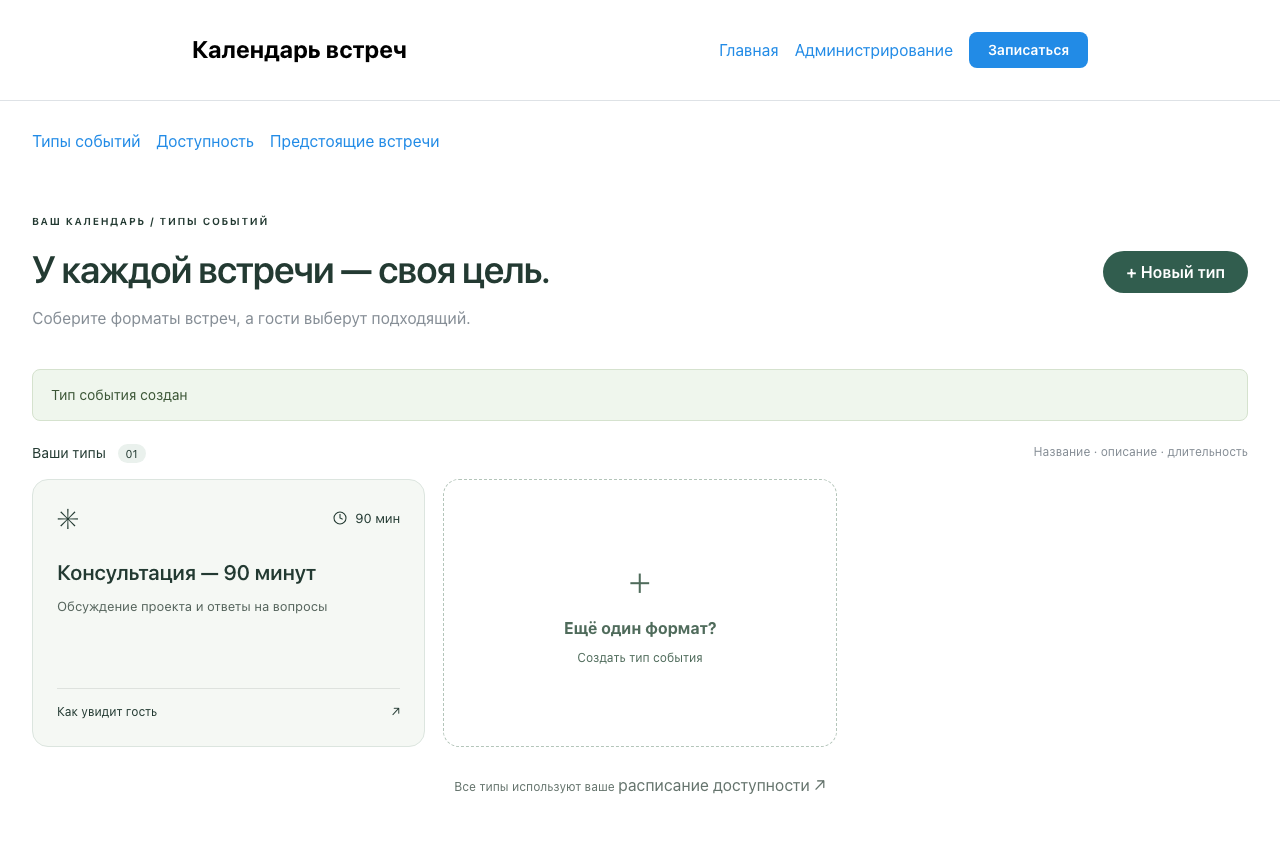 Календарь встреч
Главная Администрирование Записаться
Типы событий Доступность Предстоящие встречи
ВАШ КАЛЕНДАРЬ / ТИПЫ СОБЫТИЙ
У каждой встречи — своя цель.
+ Новый тип
Соберите форматы встреч, а гости выберут подходящий.
Тип события создан
Ваши типы 01
Название · описание · длительность
90 мин
Консультация — 90 минут
Обсуждение проекта и ответы на вопросы
Как увидит гость ↗
+
Ещё один формат?
Создать тип события
Все типы используют ваше расписание доступности ↗